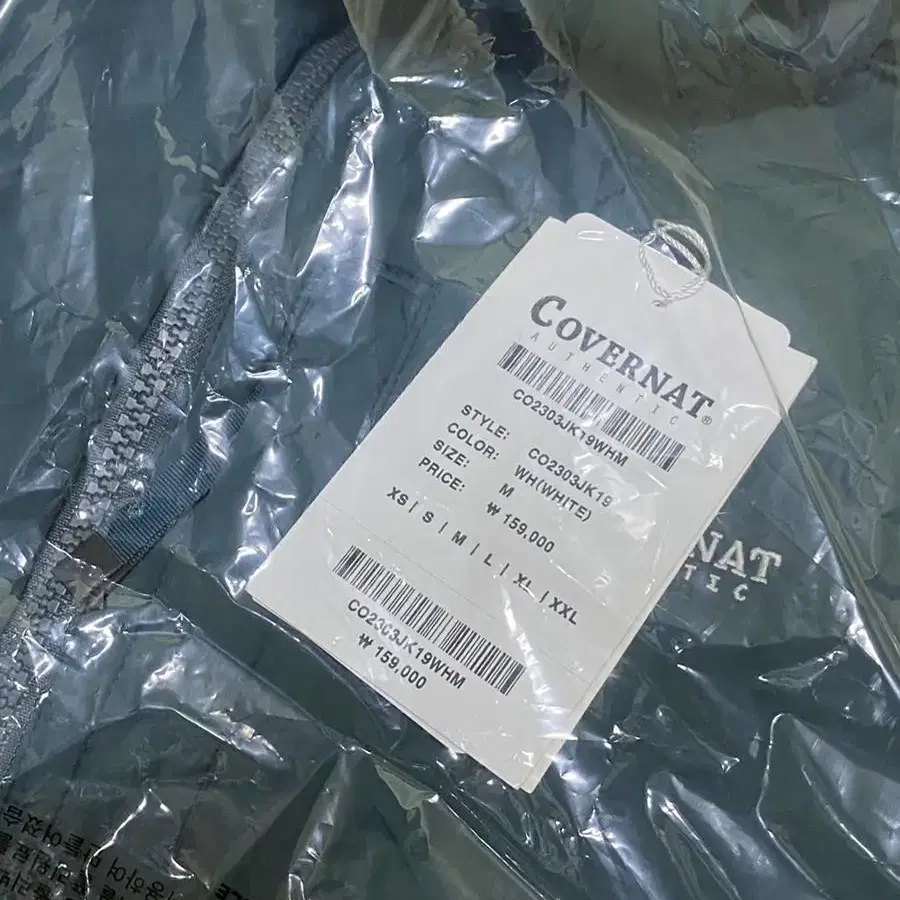 COVERNAT®
AUTHENTIC
CO2303JK19WHM
STYLE: CO2303JK19
COLOR: WH(WHITE)
SIZE: M
PRICE: ₩ 159,000
XS | S | M | L | XL | XXL
CO2303JK19WHM
₩ 159,000
NAT
TIC